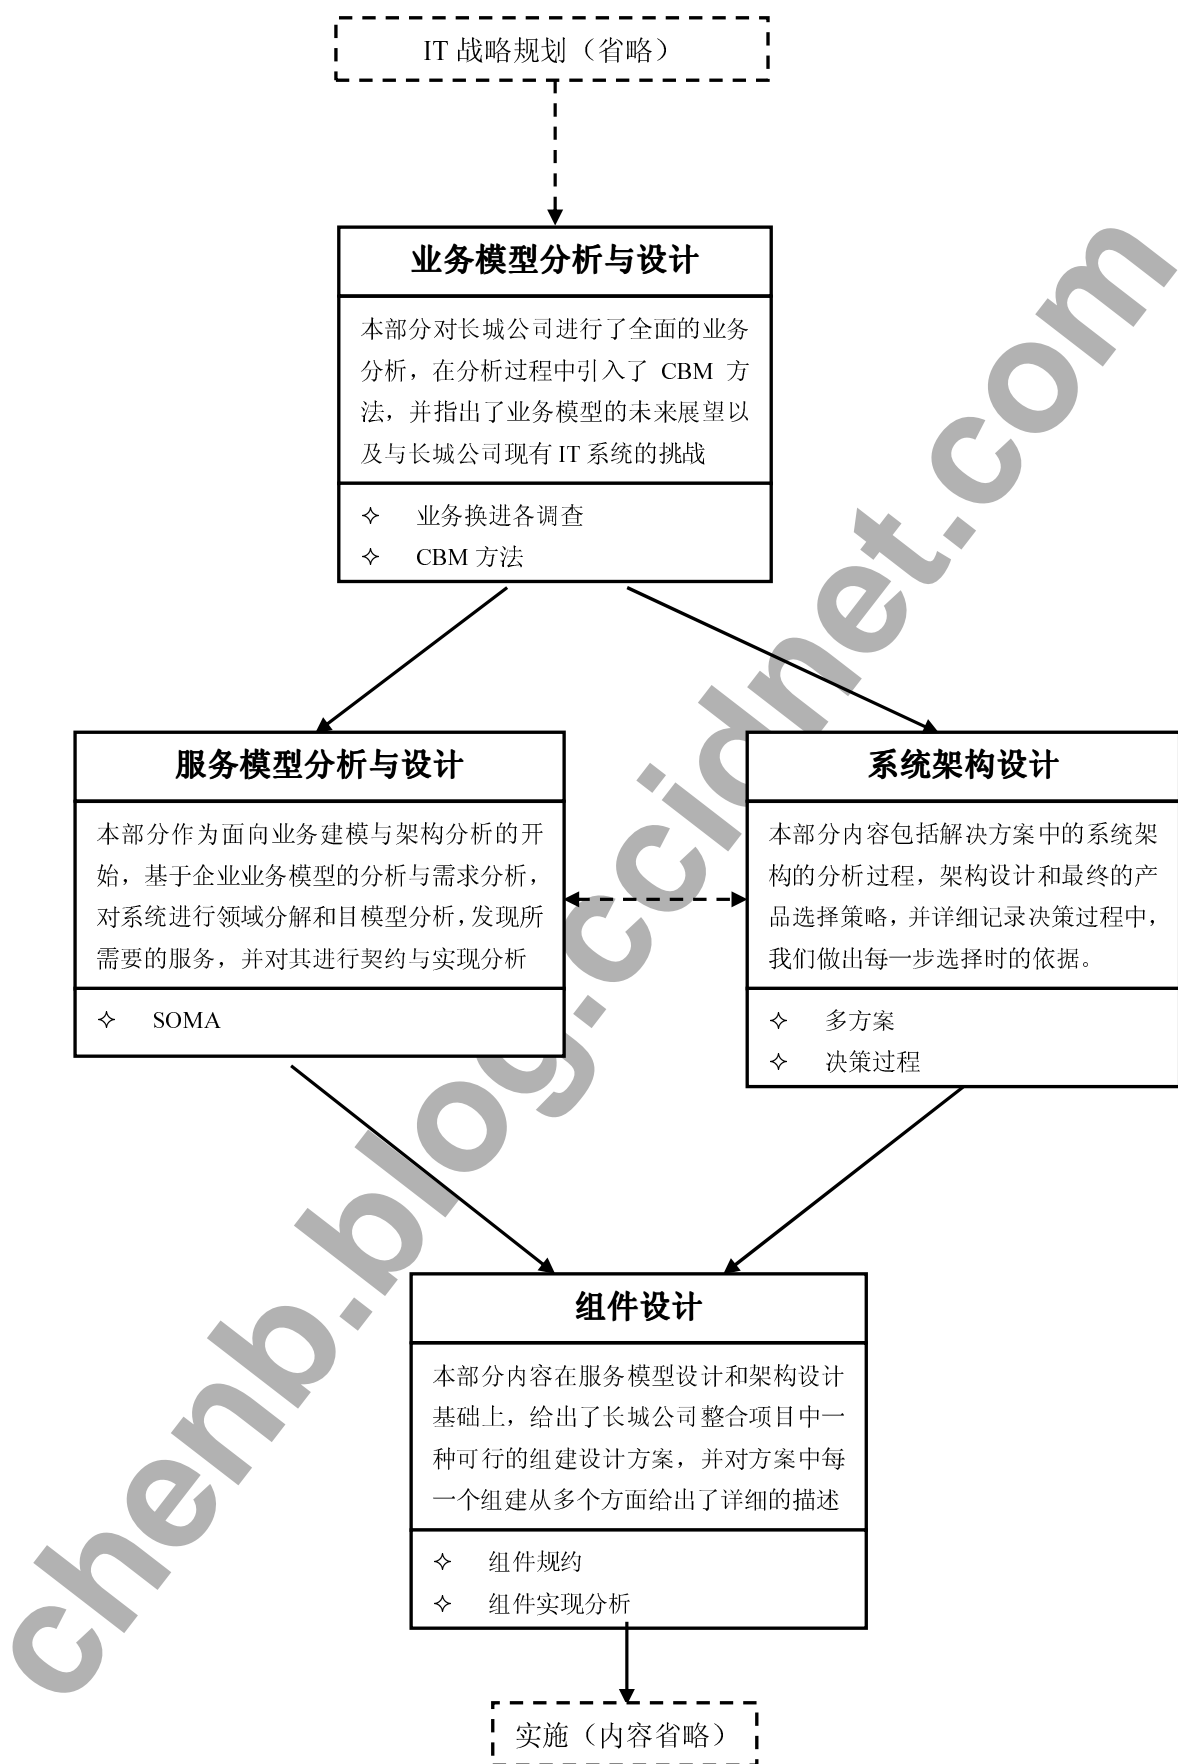 IT 战略规划（省略）
业务模型分析与设计
本部分对长城公司进行了全面的业务
分析，在分析过程中引入了 CBM 方
法，并指出了业务模型的未来展望以
及与长城公司现有 IT 系统的挑战
✧ 业务换进各调查
✧ CBM 方法
服务模型分析与设计
本部分作为面向业务建模与架构分析的开
始，基于企业业务模型的分析与需求分析，
对系统进行领域分解和目模型分析，发现所
需要的服务，并对其进行契约与实现分析
✧ SOMA
系统架构设计
本部分内容包括解决方案中的系统架
构的分析过程，架构设计和最终的产
品选择策略，并详细记录决策过程中，
我们做出每一步选择时的依据。
✧ 多方案
✧ 决策过程
组件设计
本部分内容在服务模型设计和架构设计
基础上，给出了长城公司整合项目中一
种可行的组建设计方案，并对方案中每
一个组建从多个方面给出了详细的描述
✧ 组件规约
✧ 组件实现分析
实施（内容省略）
chenb.blog.ccidnet.com